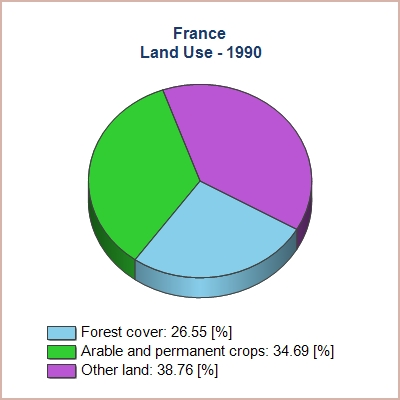 France
Land Use - 1990
Forest cover: 26.55 [%]
Arable and permanent crops: 34.69 [%]
Other land: 38.76 [%]